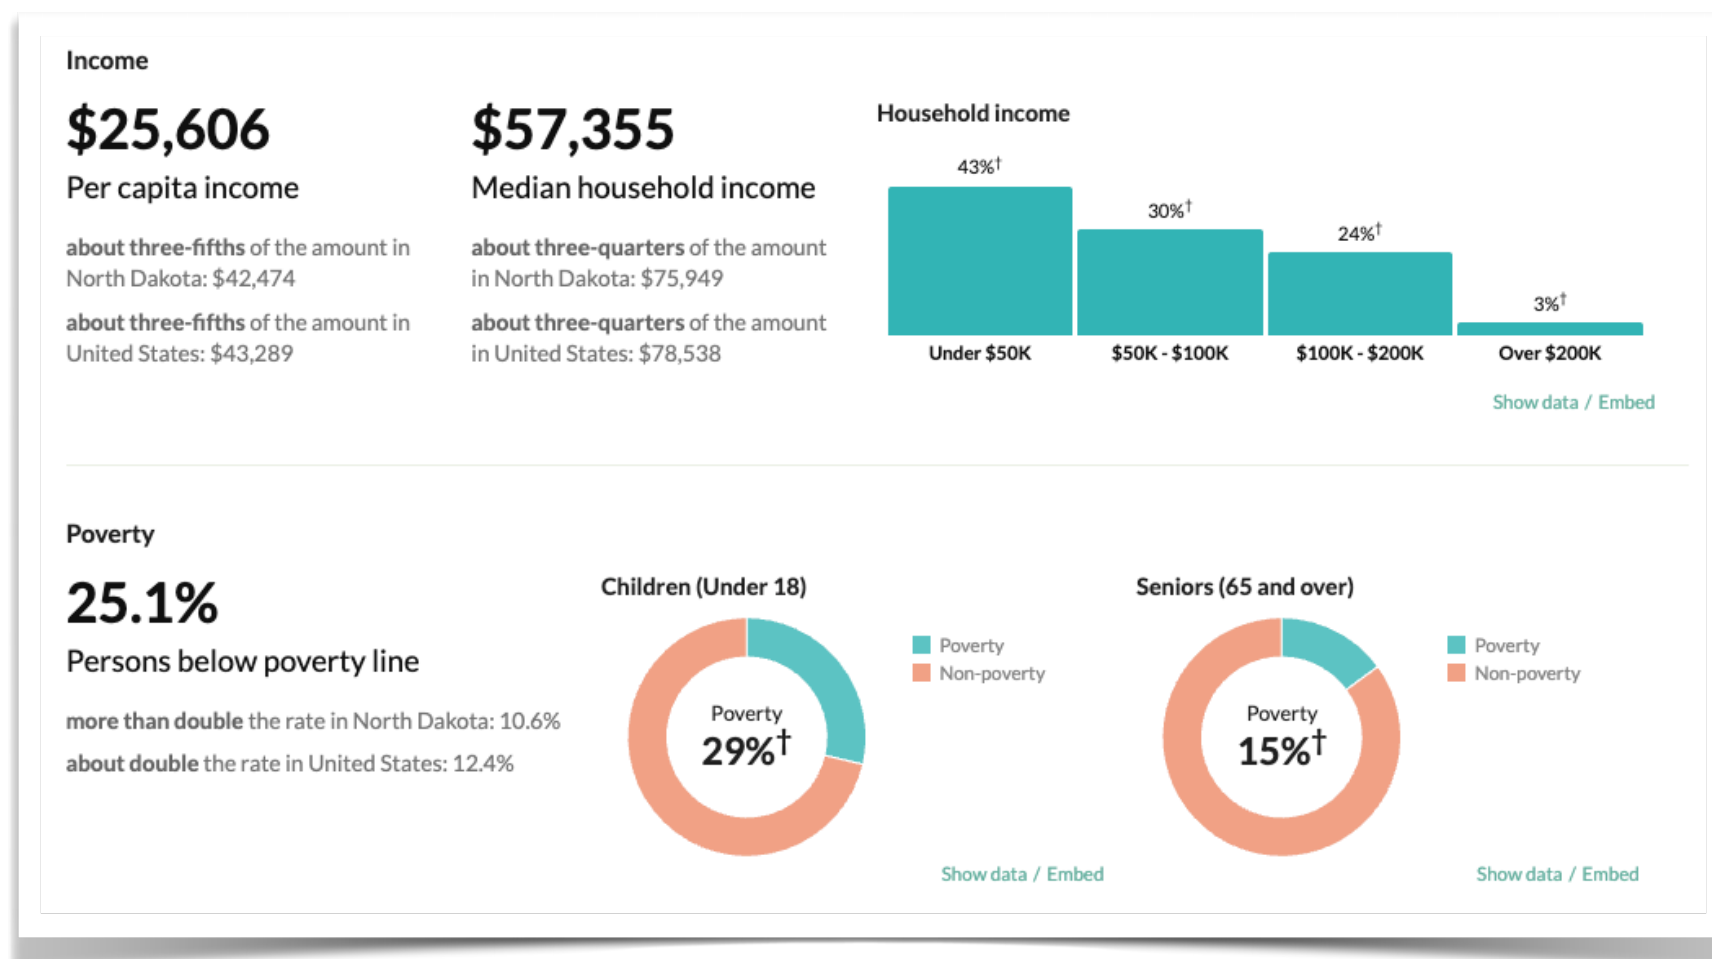 Income
$25,606
Per capita income
about three-fifths of the amount in
North Dakota: $42,474
about three-fifths of the amount in
United States: $43,289
$57,355
Median household income
about three-quarters of the amount
in North Dakota: $75,949
about three-quarters of the amount
in United States: $78,538
Household income
43%†
30%†
24%†
3%†
Under $50K
$50K - $100K
$100K - $200K
Over $200K
Show data / Embed
Poverty
25.1%
Persons below poverty line
more than double the rate in North Dakota: 10.6%
about double the rate in United States: 12.4%
Children (Under 18)
Poverty
Non-poverty
Poverty
29%†
Show data / Embed
Seniors (65 and over)
Poverty
Non-poverty
Poverty
15%†
Show data / Embed